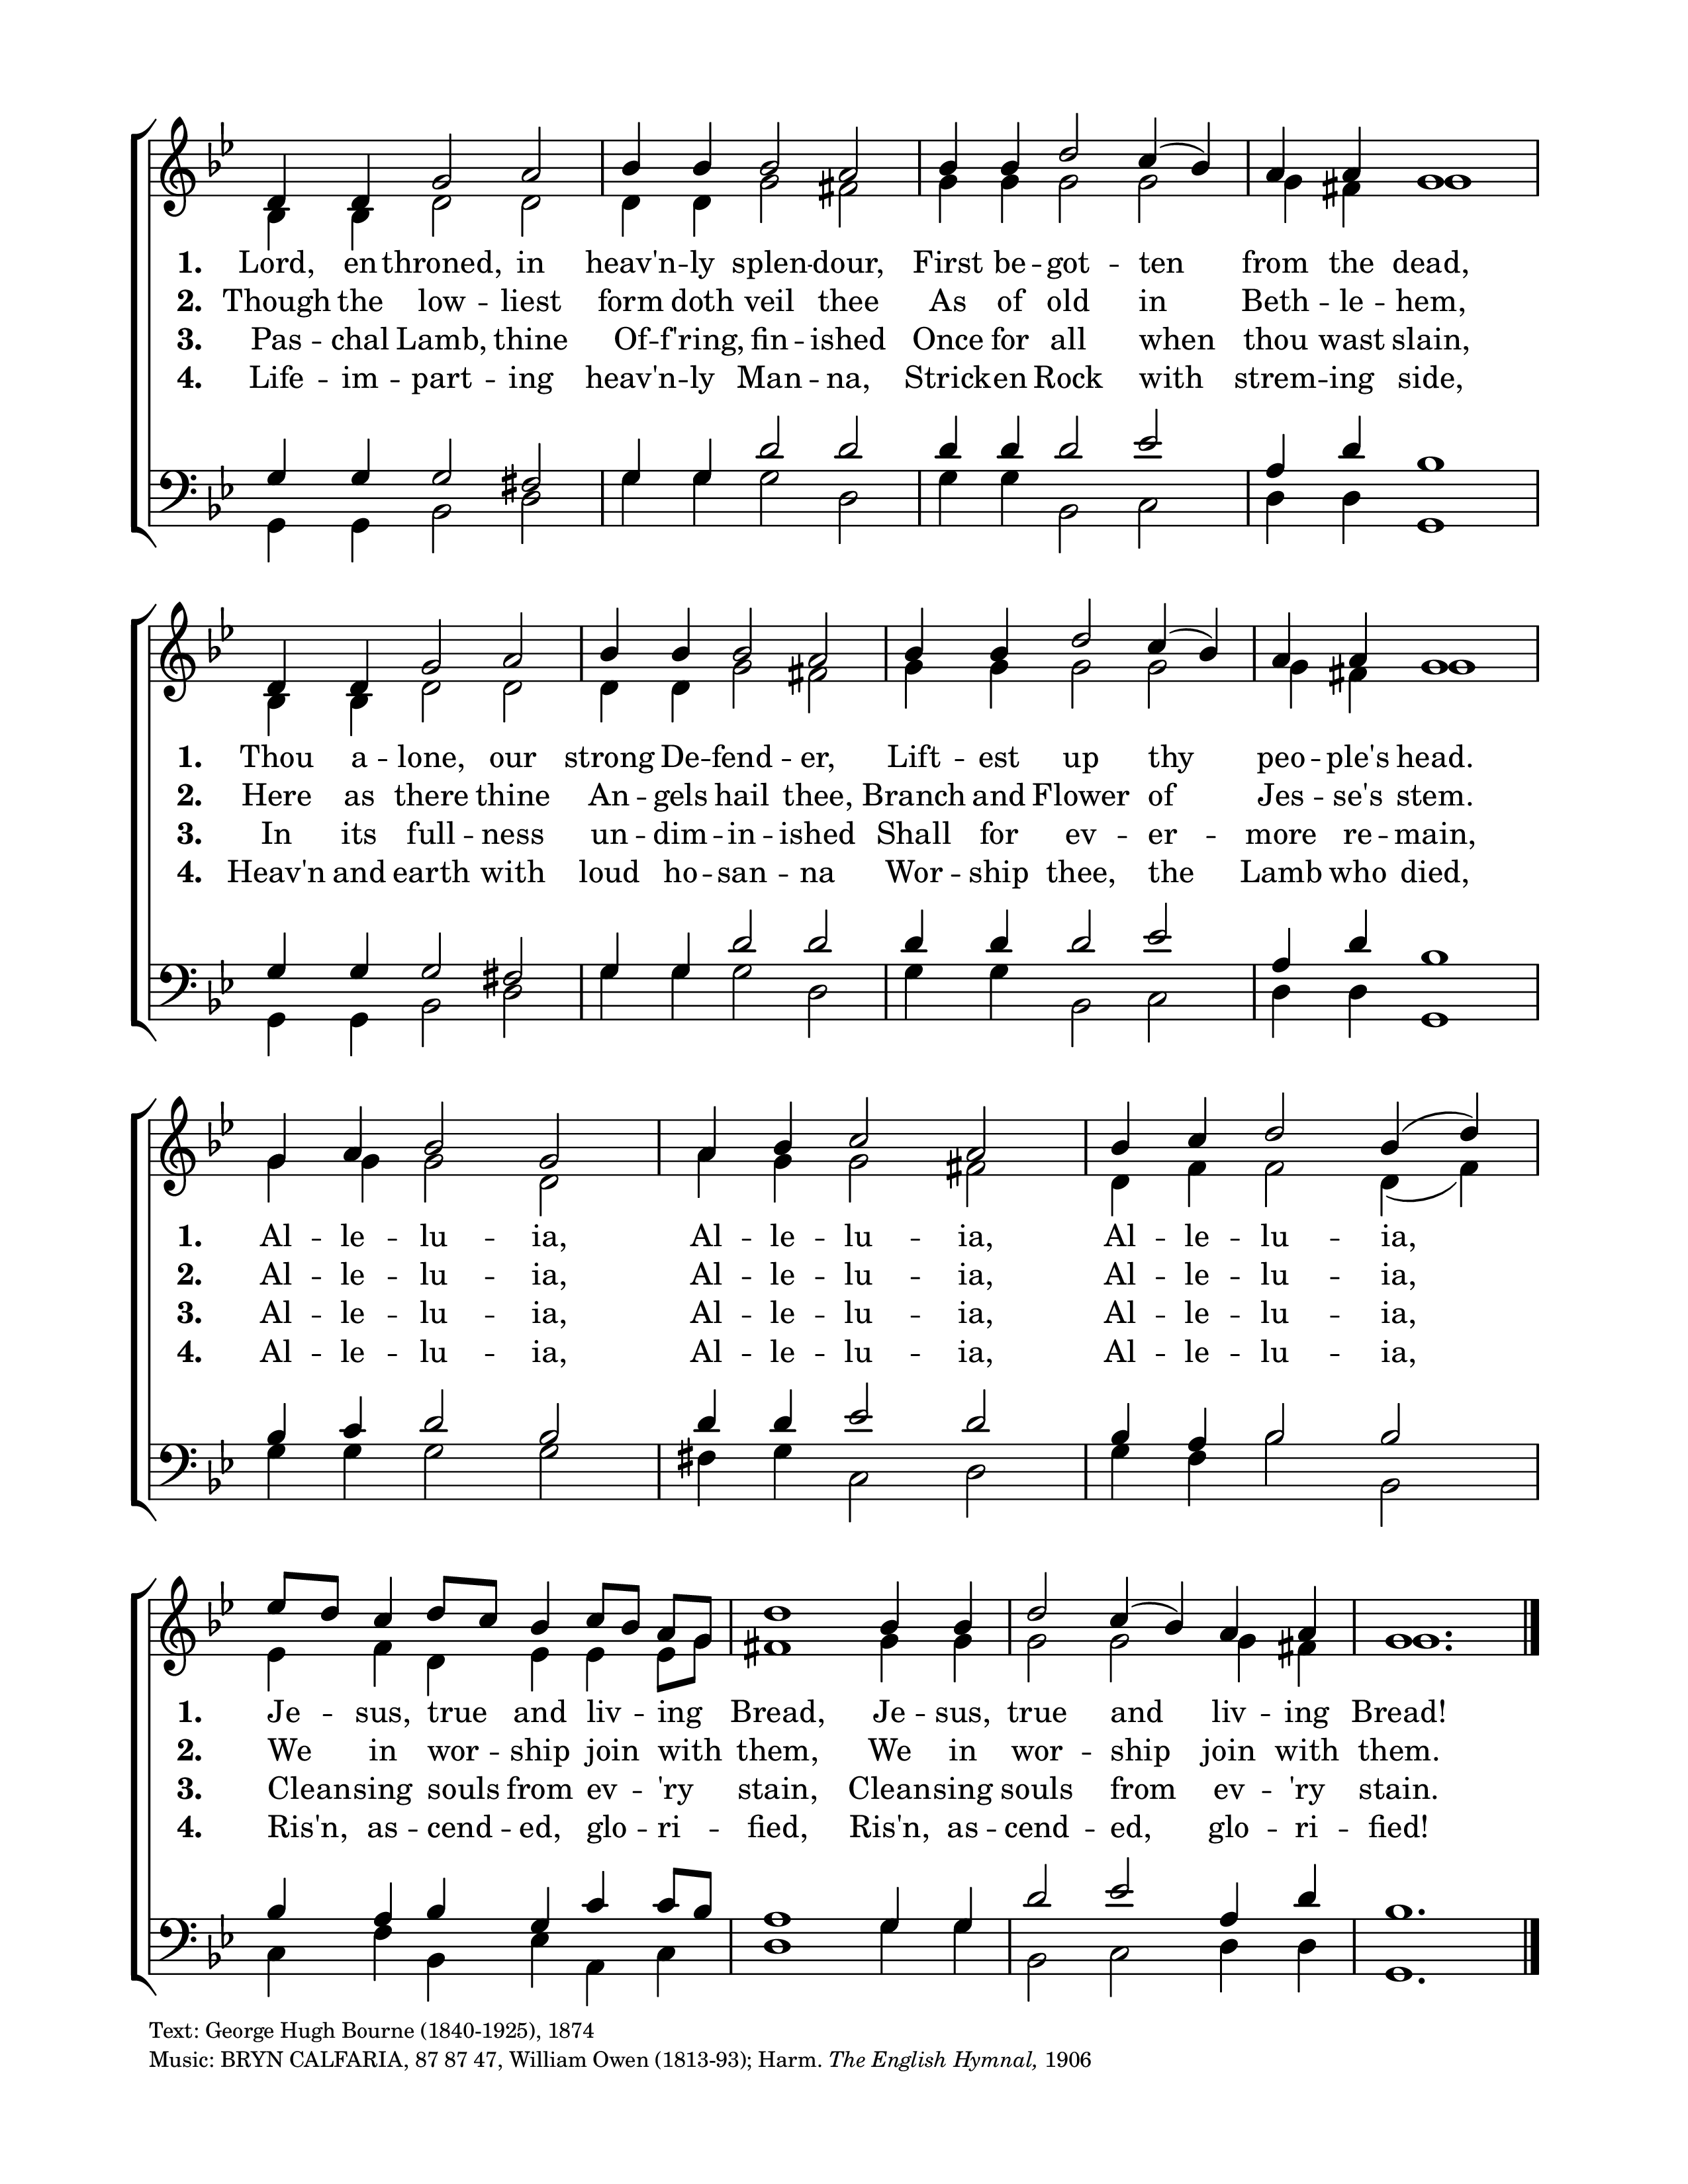 1. Lord, en throned, in heav'n -- ly splen -- dour, First be -- got -- ten from the dead,
2. Though the low -- liest form doth veil thee As of old in Beth -- le -- hem,
3. Pas -- chal Lamb, thine Of -- f'ring, fin -- ished Once for all when thou wast slain,
4. Life -- im -- part -- ing heav'n -- ly Man -- na, Stricken Rock with strem -- ing side,
1. Thou a -- lone, our strong De -- fend -- er, Lift -- est up thy peo -- ple's head.
2. Here as there thine An -- gels hail thee, Branch and Flower of Jes -- se's stem.
3. In its full -- ness un -- dim -- in -- ished Shall for ev -- er -- more re -- main,
4. Heav'n and earth with loud ho -- san -- na Wor -- ship thee, the Lamb who died,
1. Al -- le -- lu -- ia, Al -- le -- lu -- ia, Al -- le -- lu -- ia,
2. Al -- le -- lu -- ia, Al -- le -- lu -- ia, Al -- le -- lu -- ia,
3. Al -- le -- lu -- ia, Al -- le -- lu -- ia, Al -- le -- lu -- ia,
4. Al -- le -- lu -- ia, Al -- le -- lu -- ia, Al -- le -- lu -- ia,
1. Je -- sus, true and liv -- ing Bread, Je -- sus, true and liv -- ing Bread!
2. We in wor -- ship join with them, We in wor -- ship join with them.
3. Cleansing souls from ev -- 'ry stain, Cleansing souls from ev -- 'ry stain.
4. Ris'n, as -- cend -- ed, glo -- ri -- fied, Ris'n, as -- cend -- ed, glo -- ri -- fied!
Text: George Hugh Bourne (1840-1925), 1874
Music: BRYN CALFARIA, 87 87 47, William Owen (1813-93); Harm. The English Hymnal, 1906